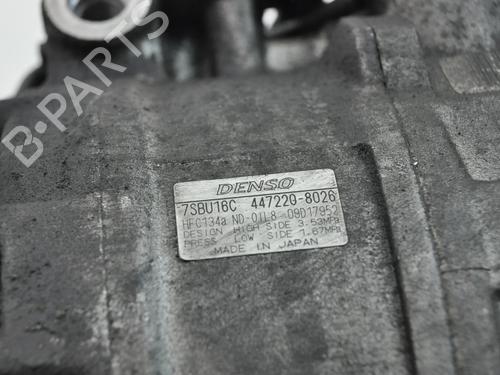 B-PARTS
DENSO
7SBU16C 447220-8026
HFC134a ND-OIL8 09D17952
DESIGN HIGH SIDE 3.53MPa
PRESS LOW SIDE 1.67MPa
MADE IN JAPAN